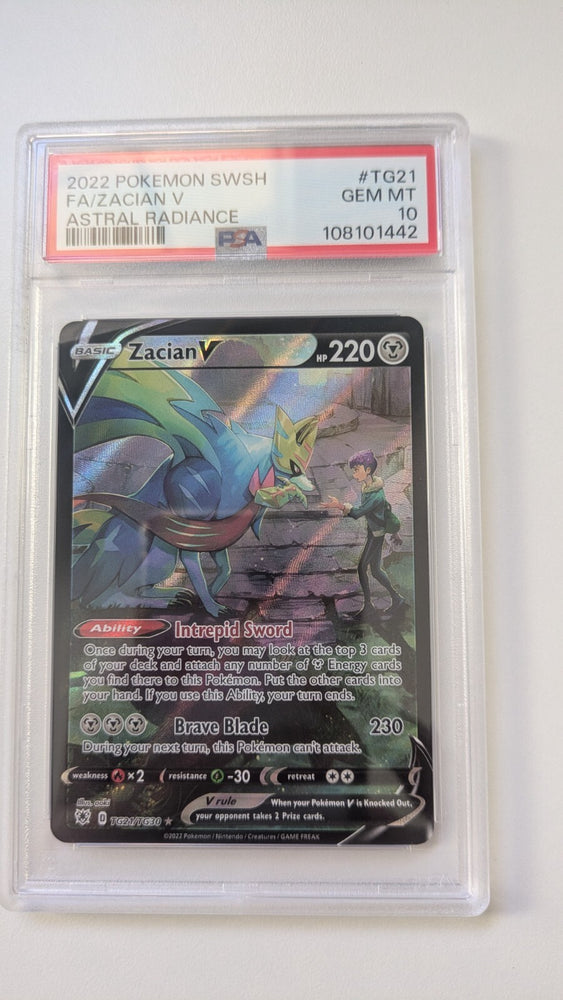 2022 POKEMON SWSH #TG21
FA/ZACIAN V GEM MT
ASTRAL RADIANCE 10
PSA 108101442
BASIC Zacian V HP 220
Ability Intrepid Sword
Once during your turn, you may look at the top 3 cards
of your deck and attach any number of Energy cards
you find there to this Pokémon. Put the other cards into
your hand. If you use this Ability, your turn ends.
Brave Blade 230
During your next turn, this Pokémon can't attack.
weakness ×2 resistance -30 retreat
Illus. aoki
V rule
When your Pokémon V is Knocked Out,
your opponent takes 2 Prize cards.
D TG21/TG30 ★
©2022 Pokémon / Nintendo / Creatures / GAME FREAK